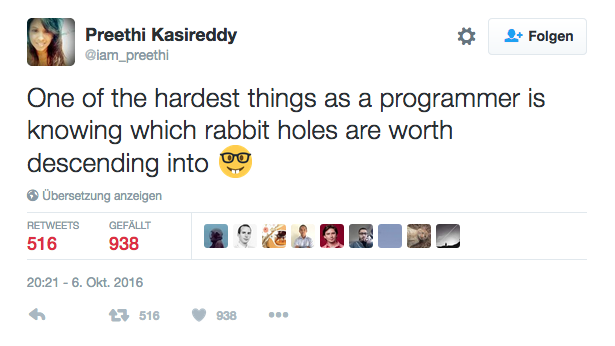 Preethi Kasireddy
@iam_preethi
Folgen
One of the hardest things as a programmer is
knowing which rabbit holes are worth
descending into 🤓
Übersetzung anzeigen
RETWEETS GEFÄLLT
516 938
20:21 - 6. Okt. 2016
516 938